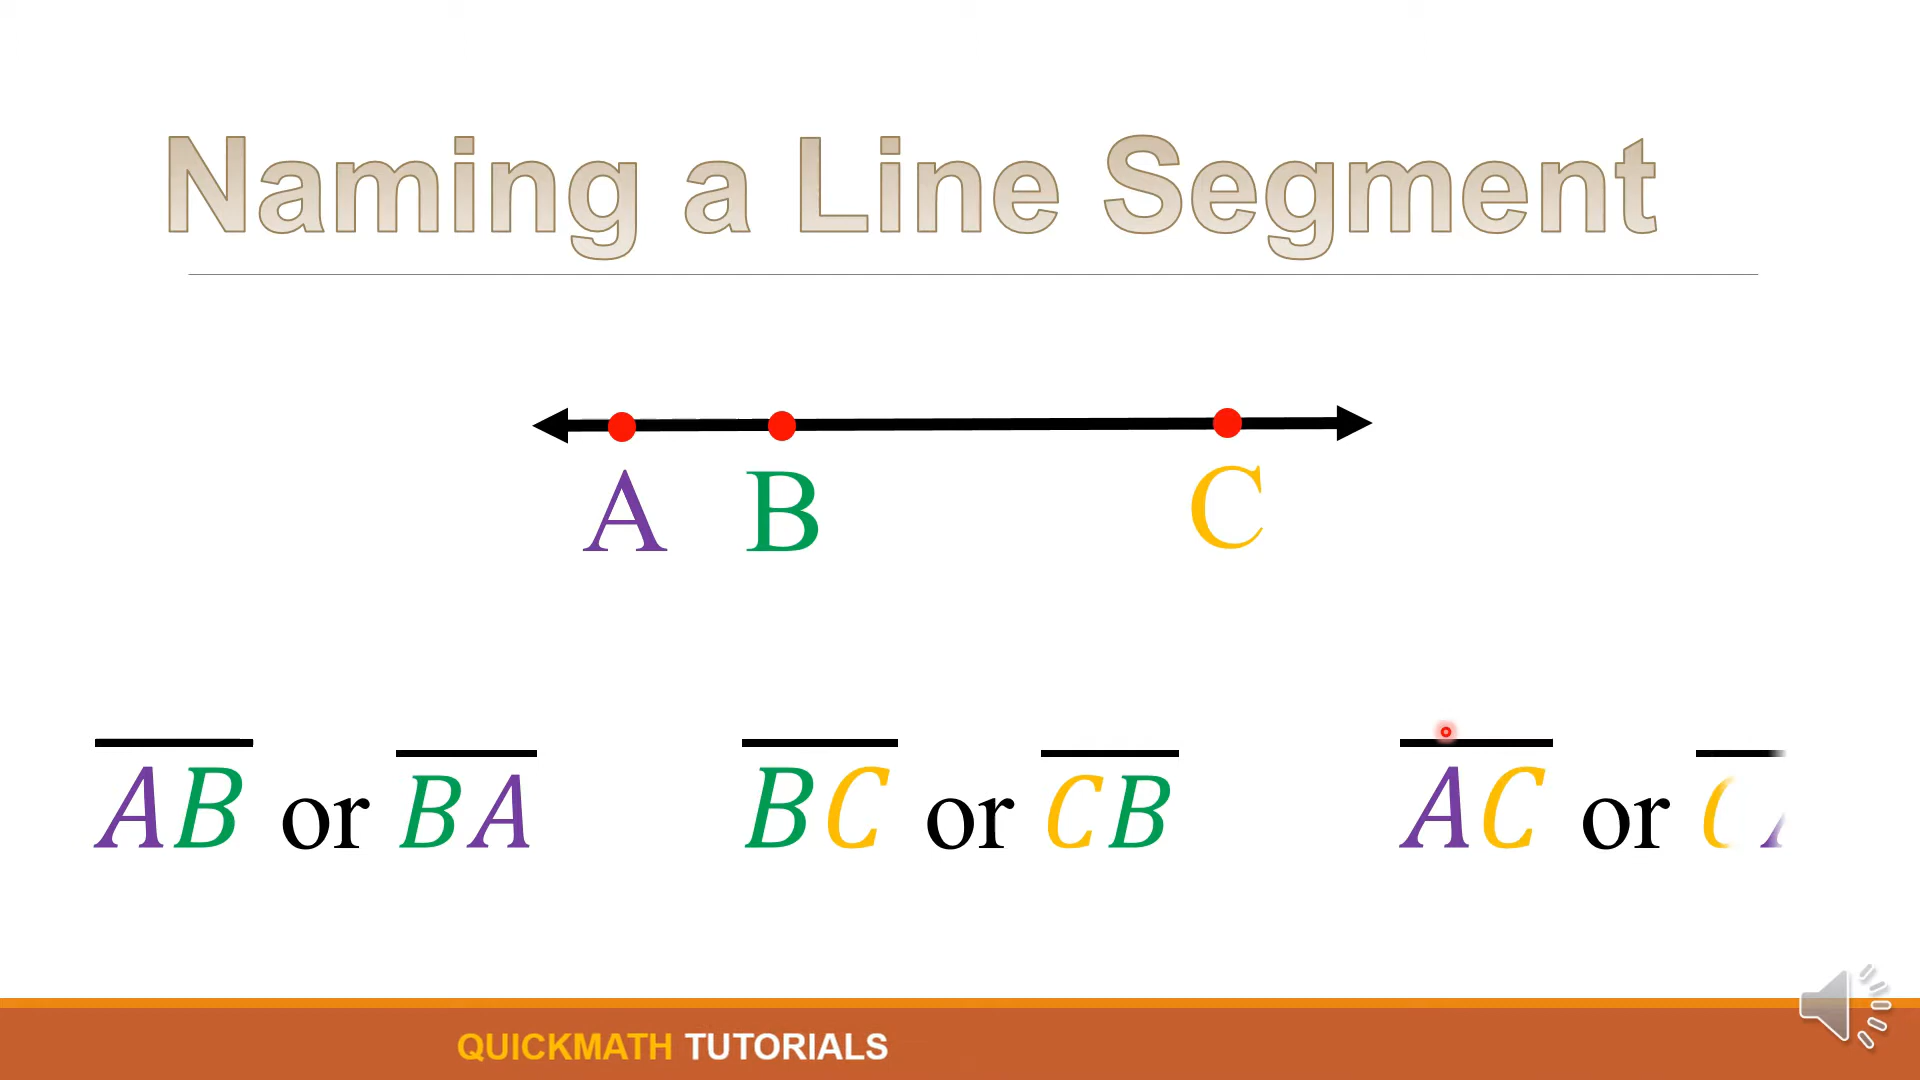 Naming a Line Segment
A B C
AB or BA BC or CB AC or C
QUICKMATH TUTORIALS